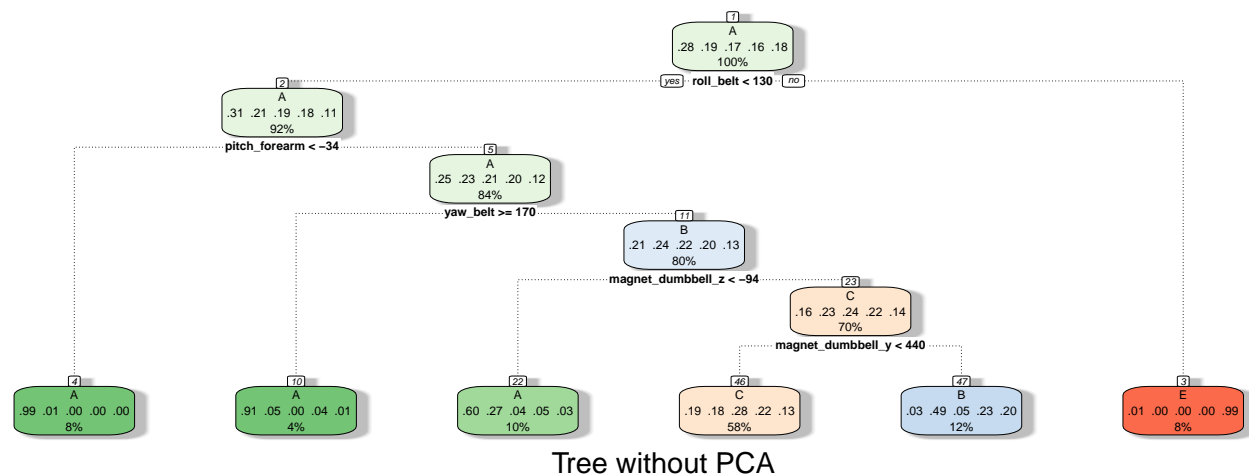 1
A
.28 .19 .17 .16 .18
100%
yes roll_belt < 130 no
2
A
.31 .21 .19 .18 .11
92%
pitch_forearm < −34
5
A
.25 .23 .21 .20 .12
84%
yaw_belt >= 170
11
B
.21 .24 .22 .20 .13
80%
magnet_dumbbell_z < −94
23
C
.16 .23 .24 .22 .14
70%
magnet_dumbbell_y < 440
4
A
.99 .01 .00 .00 .00
8%
10
A
.91 .05 .00 .04 .01
4%
22
A
.60 .27 .04 .05 .03
10%
46
C
.19 .18 .28 .22 .13
58%
47
B
.03 .49 .05 .23 .20
12%
3
E
.01 .00 .00 .00 .99
8%
Tree without PCA